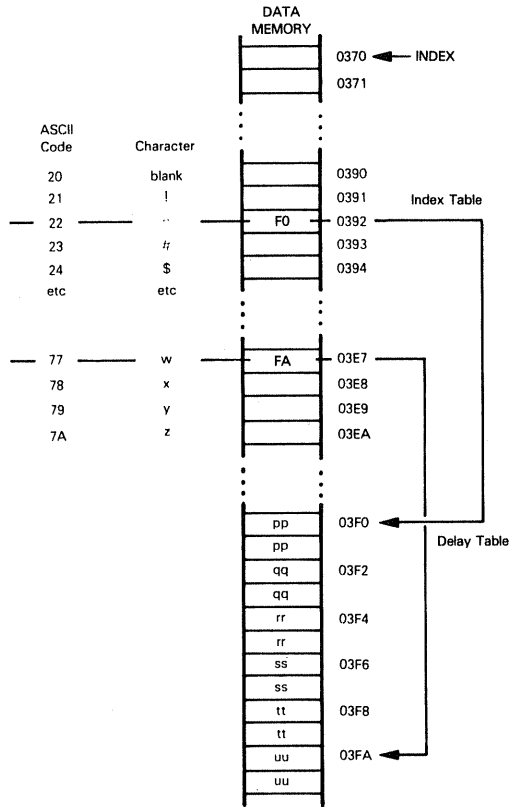 DATA
MEMORY
0370 INDEX
0371
ASCII
Code Character
20 blank 0390
21 ! 0391 Index Table
22 " F0 0392
23 # 0393
24 $ 0394
etc etc
77 w FA 03E7
78 x 03E8
79 y 03E9
7A z 03EA
pp 03F0
pp Delay Table
qq 03F2
qq
rr 03F4
rr
ss 03F6
ss
tt 03F8
tt
uu 03FA
uu